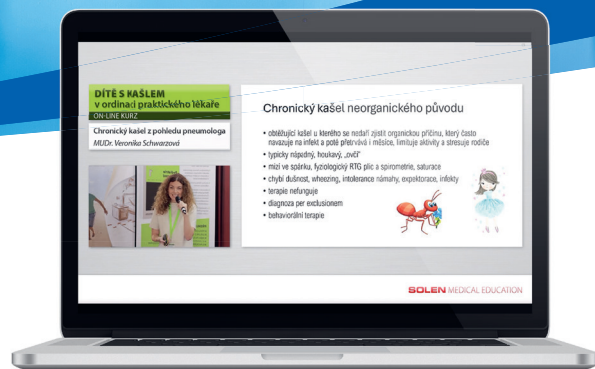 DÍTĚ S KAŠLEM
v ordinaci praktického lékaře
ON-LINE KURZ
Chronický kašel z pohledu pneumologa
MUDr. Veronika Schwarzová
Chronický kašel neorganického původu
• obtěžující kašel u kterého se nedaří zjistit organickou příčinu, který často
navazuje na infekt a poté přetrvává i měsíce, limituje aktivity a stresuje rodiče
• typicky nápadný, houkavý, „ovčí"
• mizí ve spánku, fyziologický RTG plic a spirometrie, saturace
• chybí dušnost, wheezing, intolerance námahy, expektorace, infekty
• terapie nefunguje
• diagnoza per exclusionem
• behaviorální terapie
SOLEN MEDICAL EDUCATION